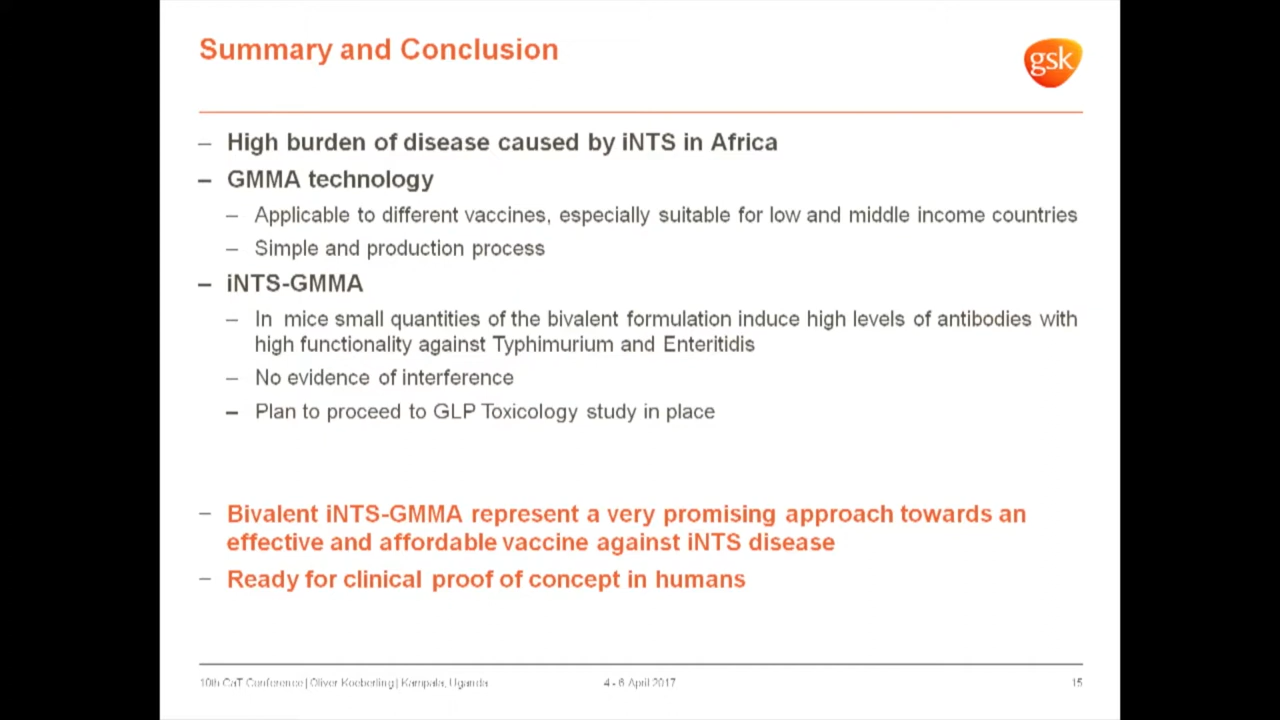 Summary and Conclusion
gsk
– High burden of disease caused by iNTS in Africa
– GMMA technology
– Applicable to different vaccines, especially suitable for low and middle income countries
– Simple and production process
– iNTS-GMMA
– In mice small quantities of the bivalent formulation induce high levels of antibodies with
high functionality against Typhimurium and Enteritidis
– No evidence of interference
– Plan to proceed to GLP Toxicology study in place
– Bivalent iNTS-GMMA represent a very promising approach towards an
effective and affordable vaccine against iNTS disease
– Ready for clinical proof of concept in humans
10th CaT Conference | Oliver Koeberling | Kampala, Uganda 4 - 6 April 2017 15